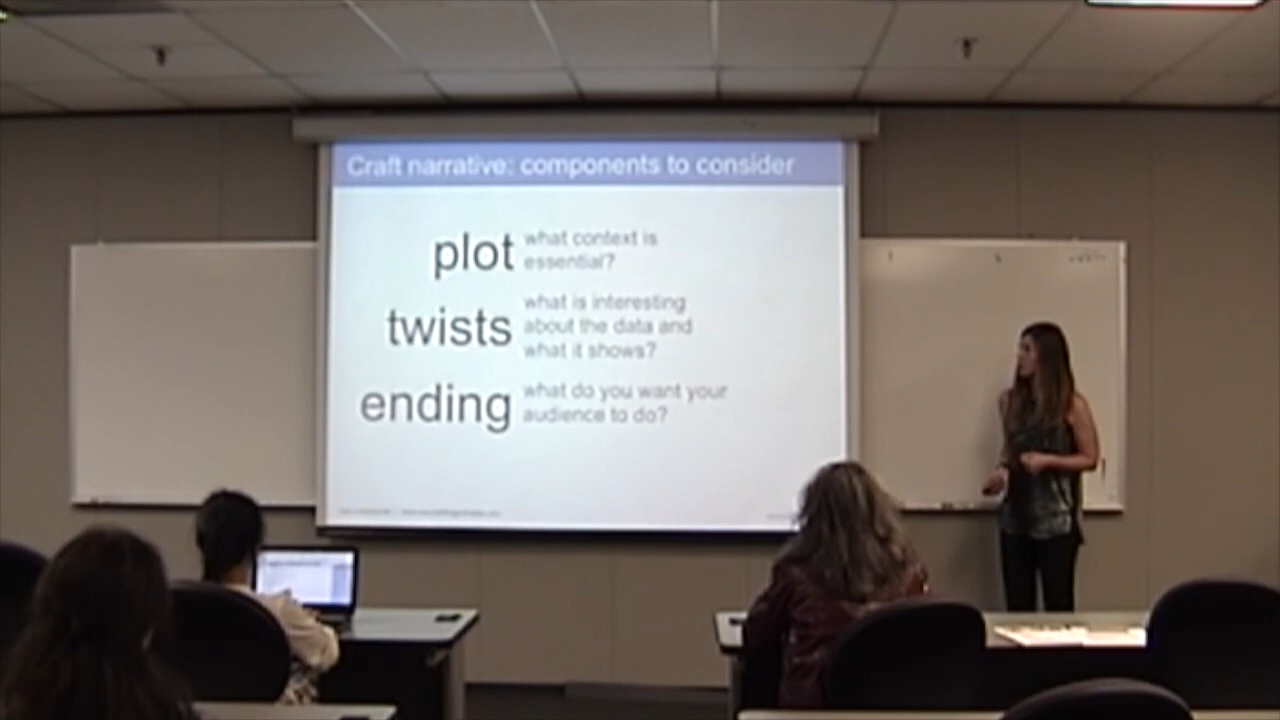 Craft narrative: components to consider
plot
what context is
essential?
twists
what is interesting
about the data and
what it shows?
ending
what do you want your
audience to do?